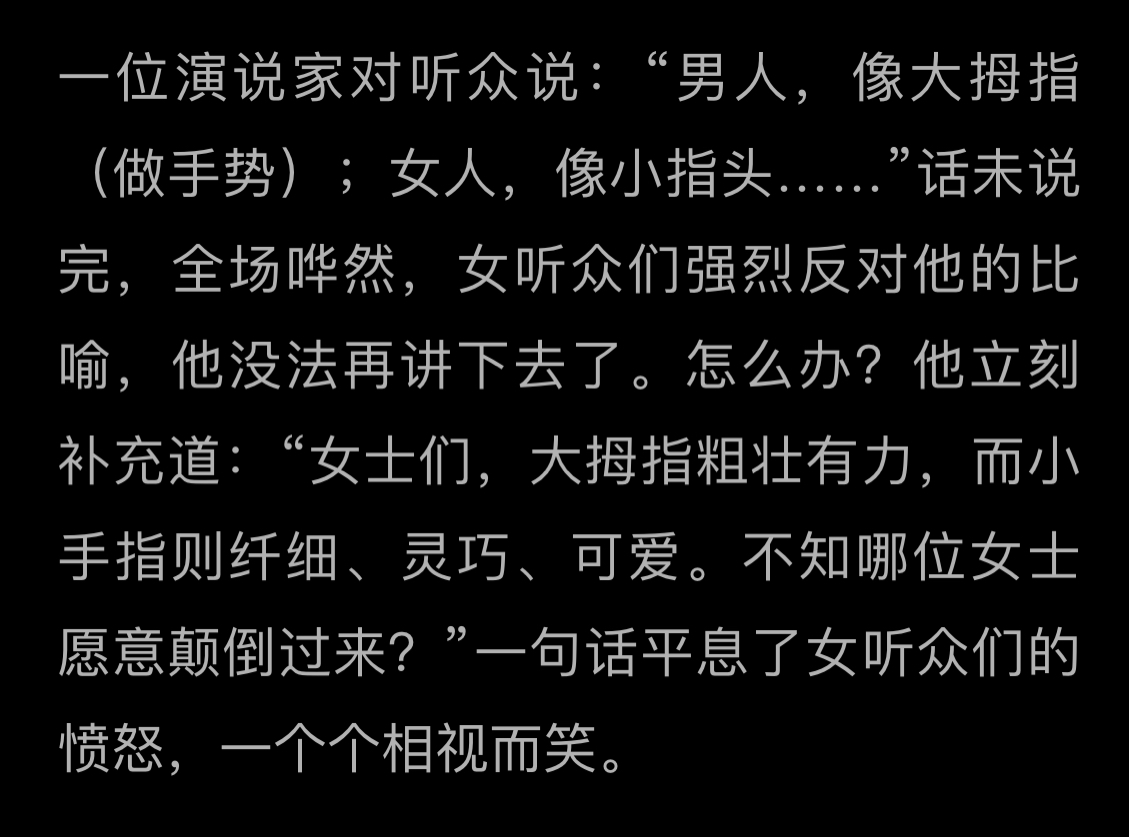 一位演说家对听众说：“男人，像大拇指
（做手势）；女人，像小指头……”话未说
完，全场哗然，女听众们强烈反对他的比
喻，他没法再讲下去了。怎么办？他立刻
补充道：“女士们，大拇指粗壮有力，而小
手指则纤细、灵巧、可爱。不知哪位女士
愿意颠倒过来？”一句话平息了女听众们的
愤怒，一个个相视而笑。